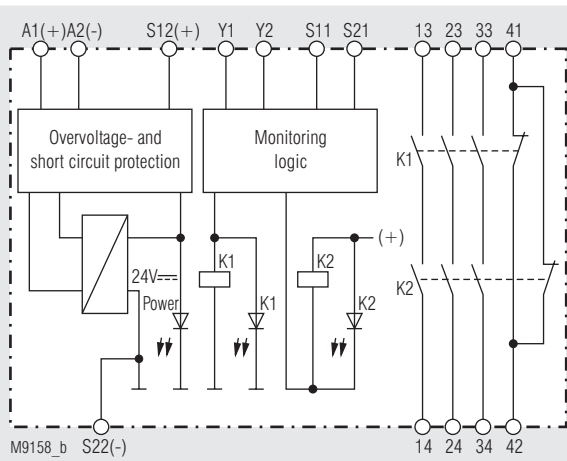 A1(+) A2(-) S12(+) Y1 Y2 S11 S21 13 23 33 41
Overvoltage- and
short circuit protection
Monitoring
logic
K1
(+)
K1 K2
24V
Power K1 K2
K2
M9158_b S22(-) 14 24 34 42